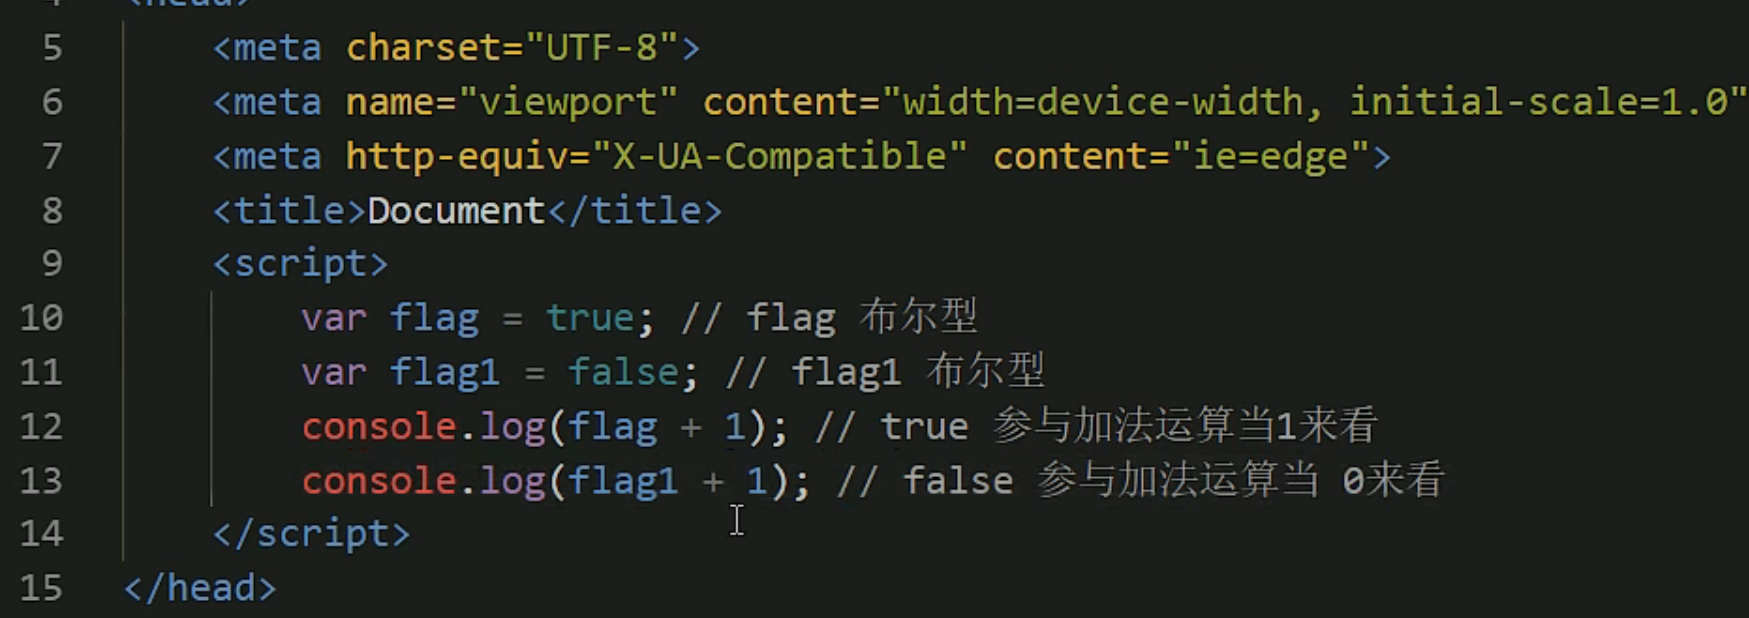 4 <head>
5 <meta charset="UTF-8">
6 <meta name="viewport" content="width=device-width, initial-scale=1.0"
7 <meta http-equiv="X-UA-Compatible" content="ie=edge">
8 <title>Document</title>
9 <script>
10 var flag = true; // flag 布尔型
11 var flag1 = false; // flag1 布尔型
12 console.log(flag + 1); // true 参与加法运算当1来看
13 console.log(flag1 + 1); // false 参与加法运算当 0来看
14 </script>
15 </head>